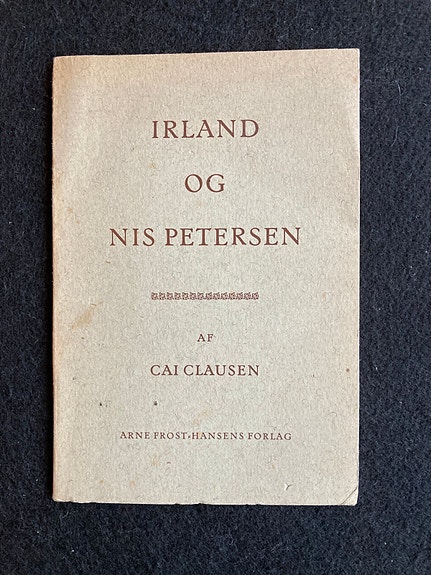 IRLAND
OG
NIS PETERSEN
AF
CAI CLAUSEN
ARNE FROST-HANSENS FORLAG